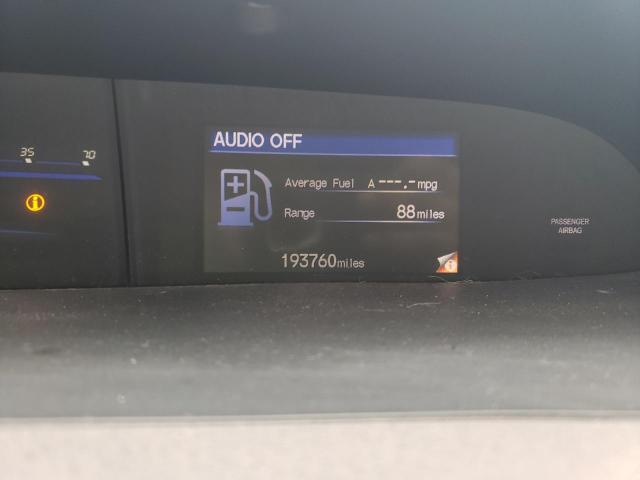 AUDIO OFF
35 70
Average Fuel A ---.- mpg
Range 88 miles
PASSENGER
AIRBAG
193760 miles